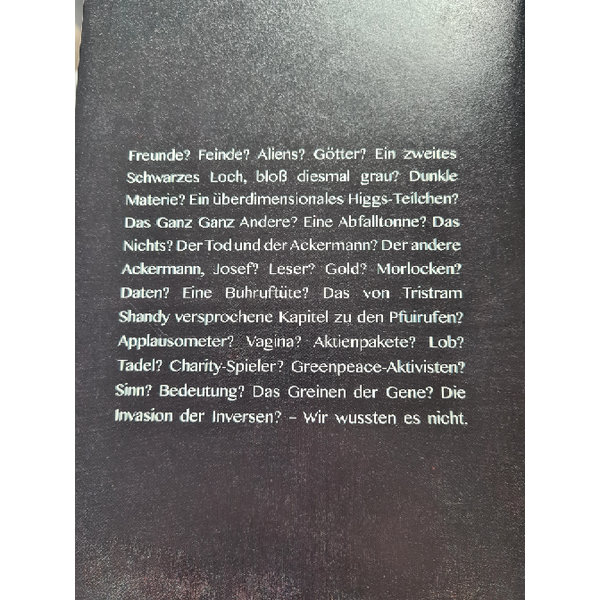 Freunde? Feinde? Aliens? Götter? Ein zweites
Schwarzes Loch, bloß diesmal grau? Dunkle
Materie? Ein überdimensionales Higgs-Teilchen?
Das Ganz Ganz Andere? Eine Abfalltonne? Das
Nichts? Der Tod und der Ackermann? Der andere
Ackermann, Josef? Leser? Gold? Morlocken?
Daten? Eine Buhruftüte? Das von Tristram
Shandy versprochene Kapitel zu den Pfuirufen?
Applausometer? Vagina? Aktienpakete? Lob?
Tadel? Charity-Spieler? Greenpeace-Aktivisten?
Sinn? Bedeutung? Das Greinen der Gene? Die
Invasion der Inversen? – Wir wussten es nicht.